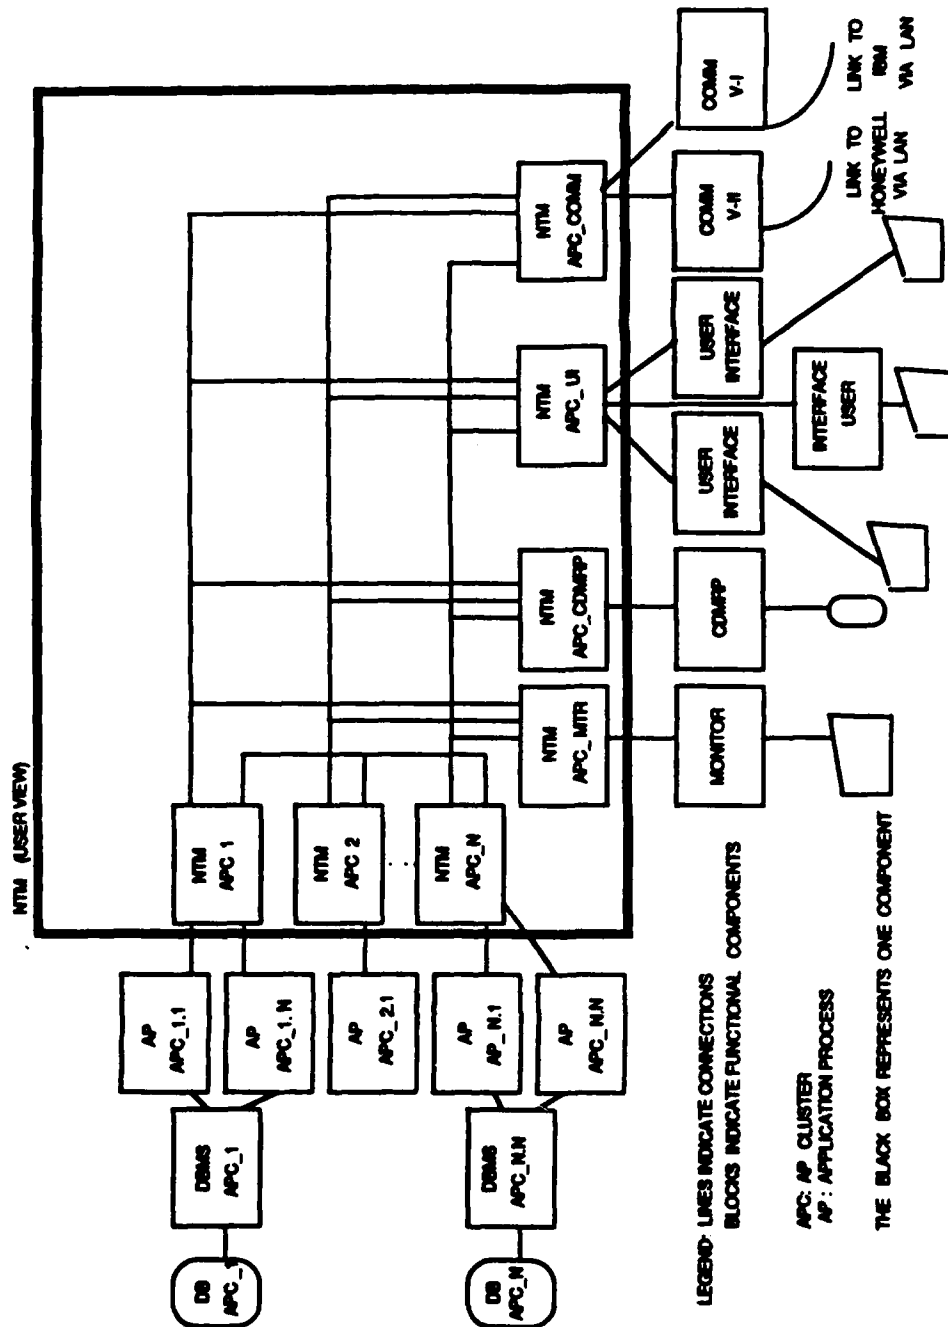 NTM (USER VIEW)
DB
APC_1
DBMS
APC_1
AP
APC_1.1
AP
APC_1.N
AP
APC_2.1
DB
APC_N
DBMS
APC_N.N
AP
AP_N.1
AP
APC_N.N
NTM
APC 1
NTM
APC 2
NTM
APC_N
NTM
APC_MTR
NTM
APC_CDMRP
NTM
APC_UI
NTM
APC_COMM
MONITOR
CDMRP
USER
INTERFACE
INTERFACE
USER
USER
INTERFACE
COMM
V-II
COMM
V-I
LINK TO
HONEYWELL
VIA LAN
LINK TO
IBM
VIA LAN
LEGEND: LINES INDICATE CONNECTIONS
BLOCKS INDICATE FUNCTIONAL COMPONENTS
APC: AP CLUSTER
AP : APPLICATION PROCESS
THE BLACK BOX REPRESENTS ONE COMPONENT